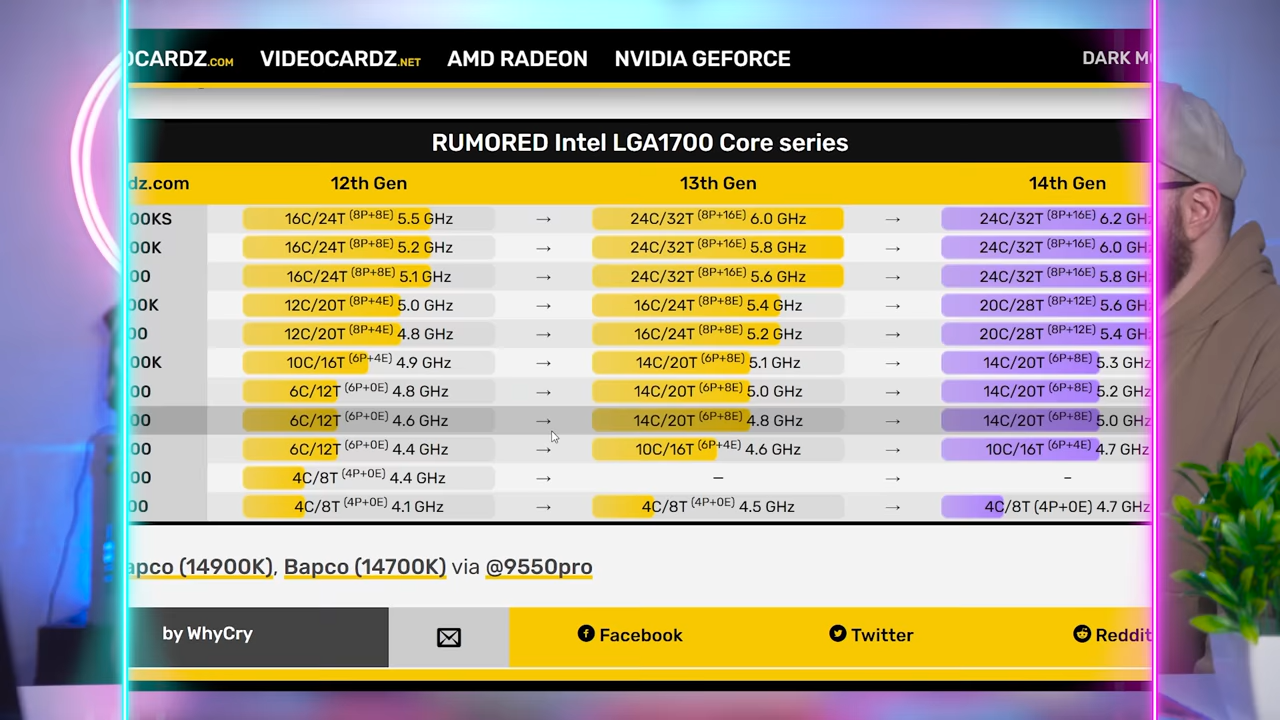 OCARDZ.COM VIDEOCARDZ.NET AMD RADEON NVIDIA GEFORCE DARK MO
RUMORED Intel LGA1700 Core series
dz.com 12th Gen 13th Gen 14th Gen
00KS 16C/24T (8P+8E) 5.5 GHz → 24C/32T (8P+16E) 6.0 GHz → 24C/32T (8P+16E) 6.2 GHz
00K 16C/24T (8P+8E) 5.2 GHz → 24C/32T (8P+16E) 5.8 GHz → 24C/32T (8P+16E) 6.0 GHz
00 16C/24T (8P+8E) 5.1 GHz → 24C/32T (8P+16E) 5.6 GHz → 24C/32T (8P+16E) 5.8 GHz
00K 12C/20T (8P+4E) 5.0 GHz → 16C/24T (8P+8E) 5.4 GHz → 20C/28T (8P+12E) 5.6 GHz
00 12C/20T (8P+4E) 4.8 GHz → 16C/24T (8P+8E) 5.2 GHz → 20C/28T (8P+12E) 5.4 GHz
00K 10C/16T (6P+4E) 4.9 GHz → 14C/20T (6P+8E) 5.1 GHz → 14C/20T (6P+8E) 5.3 GHz
00 6C/12T (6P+0E) 4.8 GHz → 14C/20T (6P+8E) 5.0 GHz → 14C/20T (6P+8E) 5.2 GHz
00 6C/12T (6P+0E) 4.6 GHz → 14C/20T (6P+8E) 4.8 GHz → 14C/20T (6P+8E) 5.0 GHz
00 6C/12T (6P+0E) 4.4 GHz → 10C/16T (6P+4E) 4.6 GHz → 10C/16T (6P+4E) 4.7 GHz
00 4C/8T (4P+0E) 4.4 GHz → – → –
00 4C/8T (4P+0E) 4.1 GHz → 4C/8T (4P+0E) 4.5 GHz → 4C/8T (4P+0E) 4.7 GHz
apco (14900K), Bapco (14700K) via @9550pro
by WhyCry Facebook Twitter Reddit